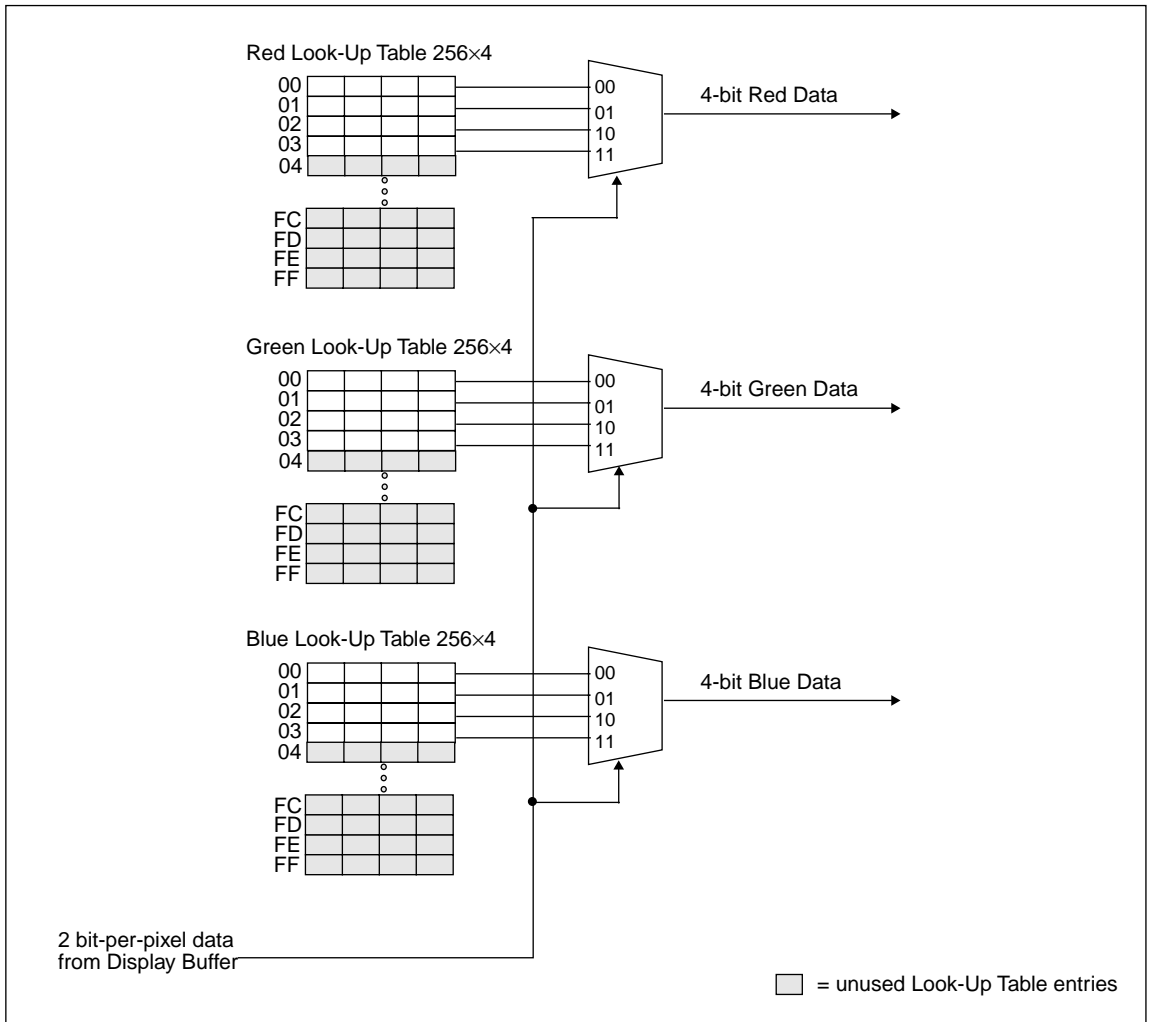 Red Look-Up Table 256×4
00
01
02
03
04
FC
FD
FE
FF
00
01
10
11
4-bit Red Data
Green Look-Up Table 256×4
00
01
02
03
04
FC
FD
FE
FF
00
01
10
11
4-bit Green Data
Blue Look-Up Table 256×4
00
01
02
03
04
FC
FD
FE
FF
00
01
10
11
4-bit Blue Data
2 bit-per-pixel data
from Display Buffer
= unused Look-Up Table entries